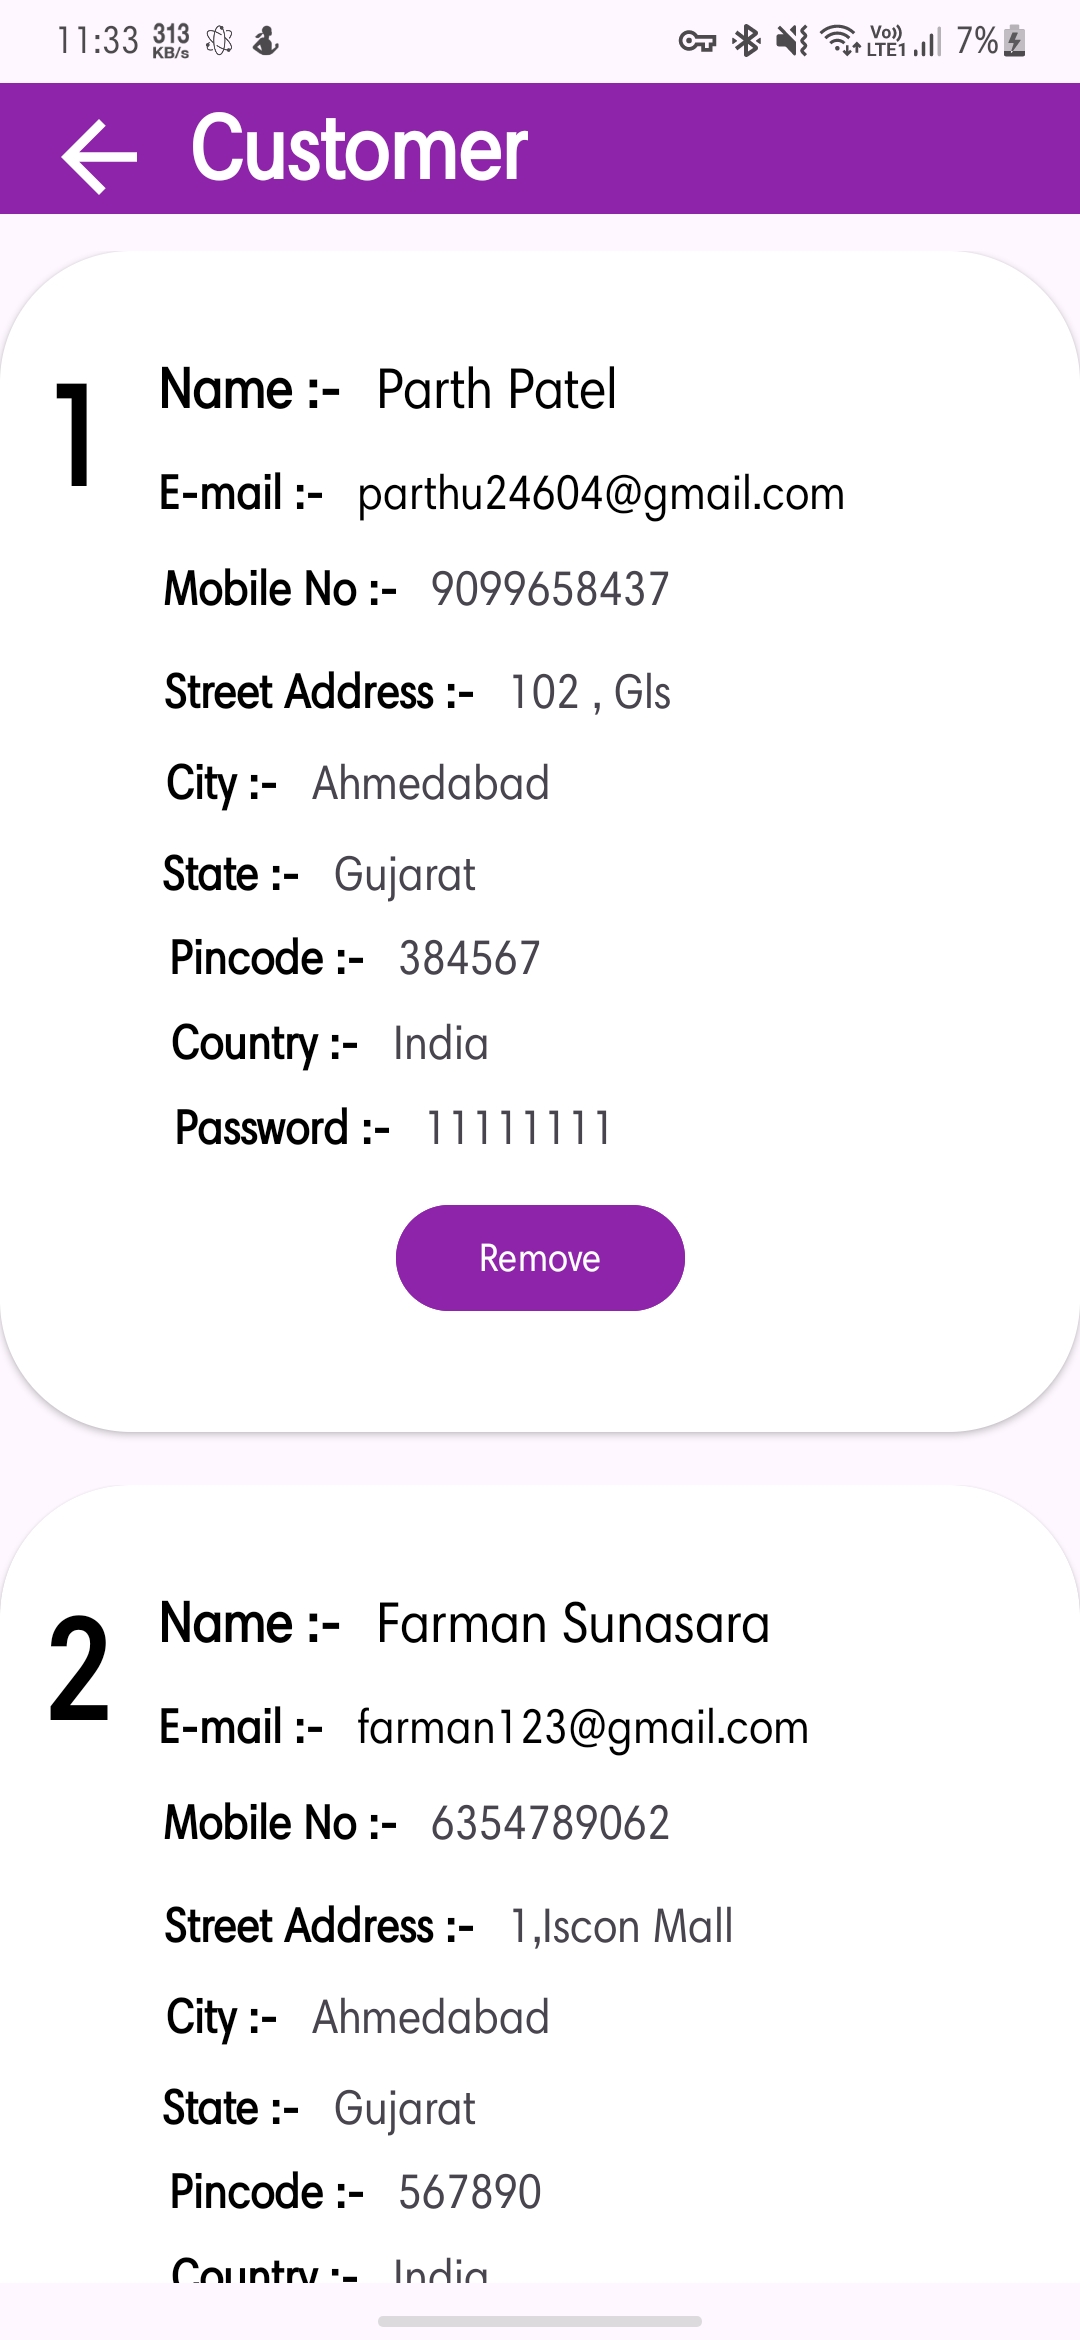 11:33 313 KB/s Vo)) LTE1 7%
Customer
1
Name :- Parth Patel
E-mail :- parthu24604@gmail.com
Mobile No :- 9099658437
Street Address :- 102 , Gls
City :- Ahmedabad
State :- Gujarat
Pincode :- 384567
Country :- India
Password :- 11111111
Remove
2
Name :- Farman Sunasara
E-mail :- farman123@gmail.com
Mobile No :- 6354789062
Street Address :- 1,Iscon Mall
City :- Ahmedabad
State :- Gujarat
Pincode :- 567890
Country :- India